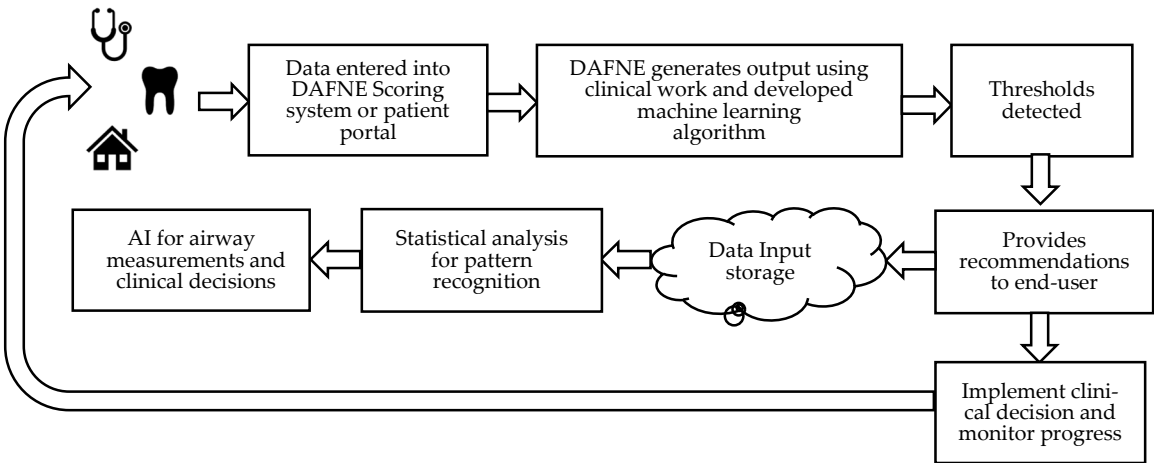 Data entered into
DAFNE Scoring
system or patient
portal
DAFNE generates output using
clinical work and developed
machine learning
algorithm
Thresholds
detected
AI for airway
measurements and
clinical decisions
Statistical analysis
for pattern
recognition
Data Input
storage
Provides
recommendations
to end-user
Implement clini-
cal decision and
monitor progress